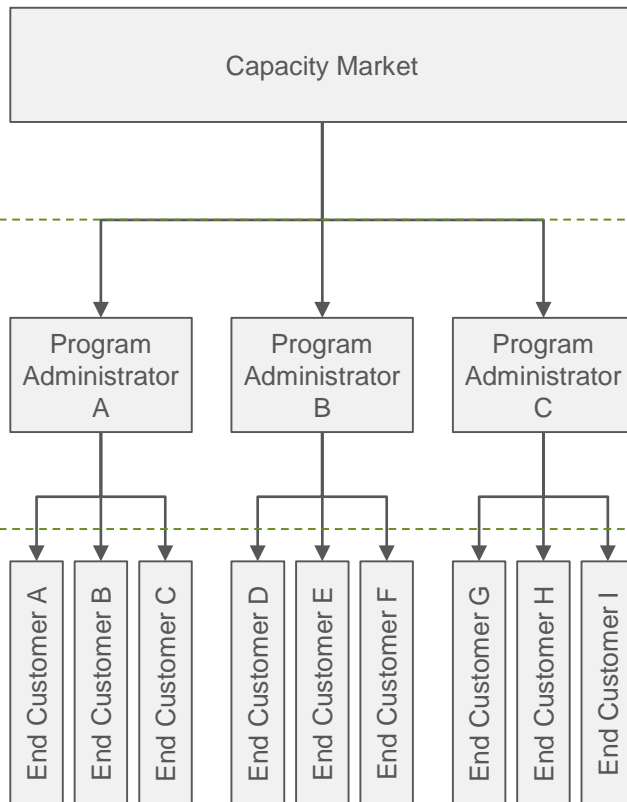 Capacity Market
Program
Administrator
A
Program
Administrator
B
Program
Administrator
C
End Customer A
End Customer B
End Customer C
End Customer D
End Customer E
End Customer F
End Customer G
End Customer H
End Customer I